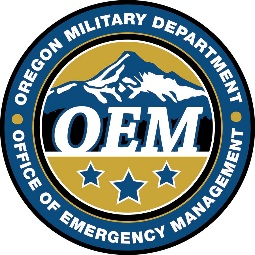 OREGON MILITARY DEPARTMENT
OEM
OFFICE OF EMERGENCY MANAGEMENT